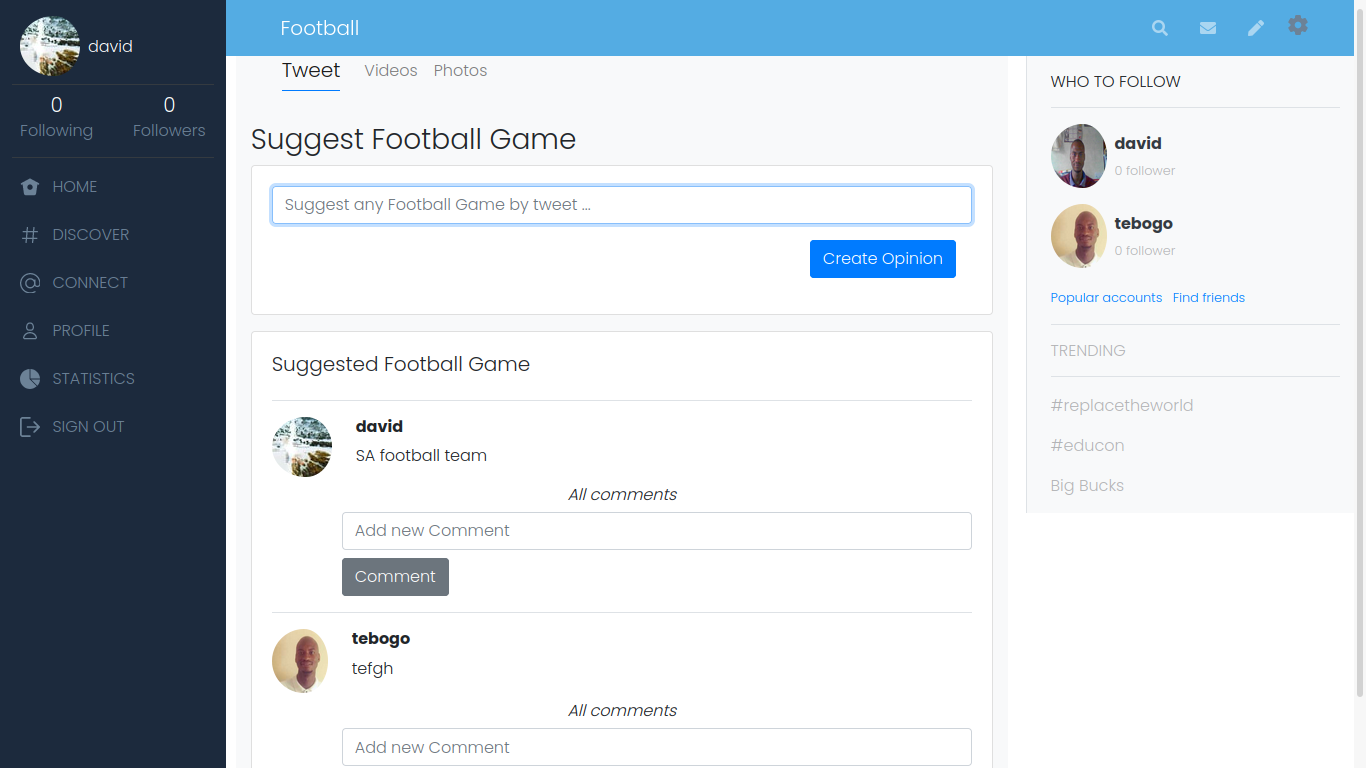 david
0 0
Following Followers
HOME
DISCOVER
CONNECT
PROFILE
STATISTICS
SIGN OUT
Football
Tweet Videos Photos
Suggest Football Game
Suggest any Football Game by tweet ...
Create Opinion
Suggested Football Game
david
SA football team
All comments
Add new Comment
Comment
tebogo
tefgh
All comments
Add new Comment
WHO TO FOLLOW
david
0 follower
tebogo
0 follower
Popular accounts Find friends
TRENDING
#replacetheworld
#educon
Big Bucks